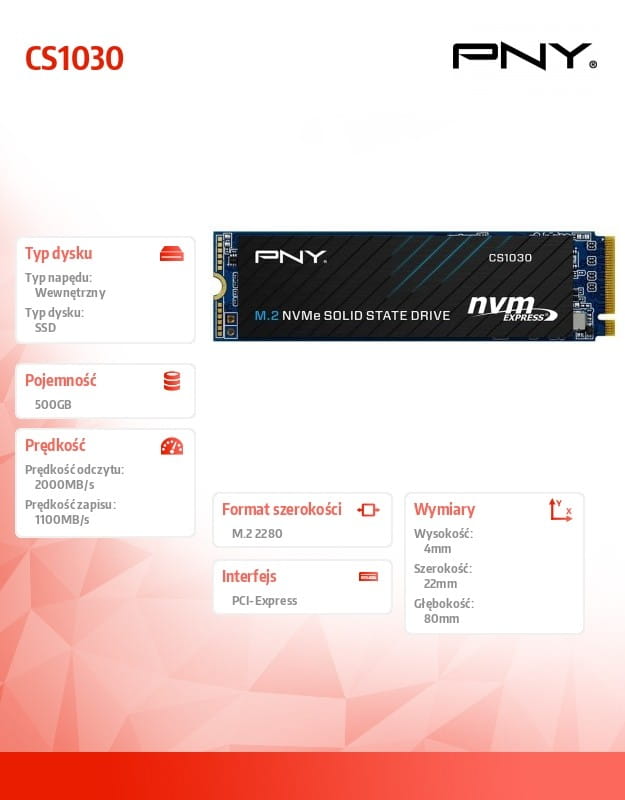 CS1030
PNY®
Typ dysku
Typ napędu:
Wewnętrzny
Typ dysku:
SSD
PNY.
CS1030
M.2 NVMe SOLID STATE DRIVE
nvm
EXPRESS
Pojemność
500GB
Prędkość
Prędkość odczytu:
2000MB/s
Prędkość zapisu:
1100MB/s
Format szerokości
M.2 2280
Interfejs
PCI-Express
Wymiary
Y
X
Wysokość:
4mm
Szerokość:
22mm
Głębokość:
80mm